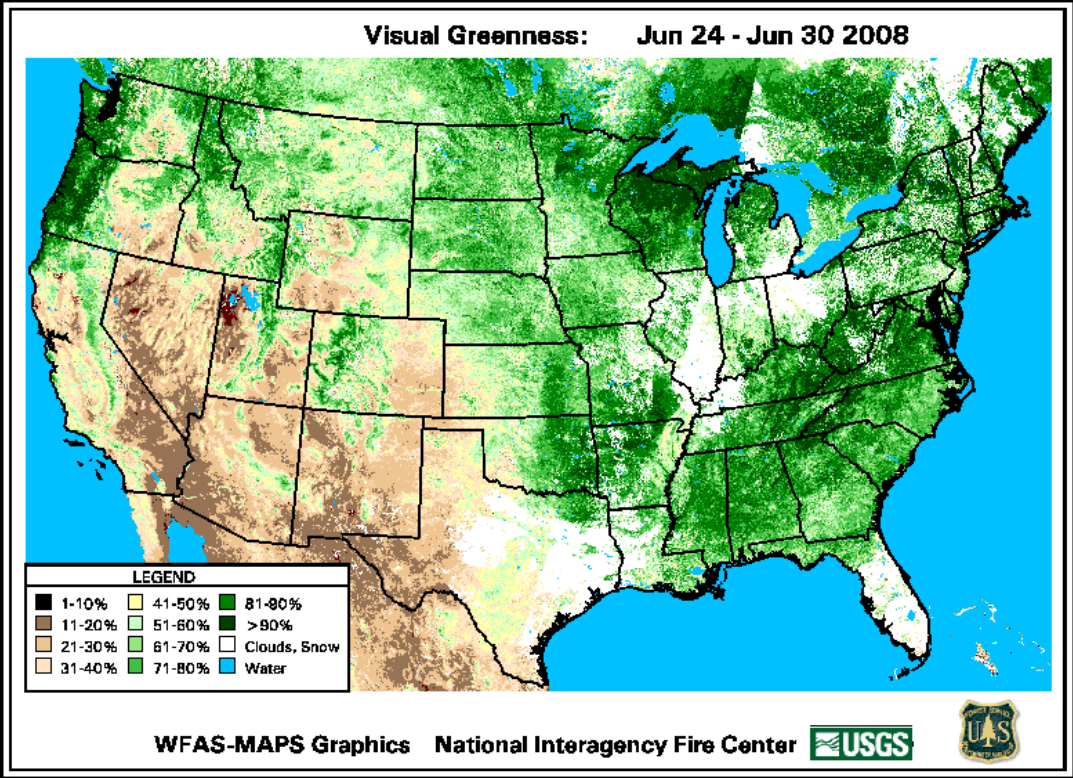 Visual Greenness: Jun 24 - Jun 30 2008
LEGEND
1-10% 41-50% 81-90%
11-20% 51-60% >90%
21-30% 61-70% Clouds, Snow
31-40% 71-80% Water
WFAS-MAPS Graphics National Interagency Fire Center USGS
FOREST SERVICE
U S